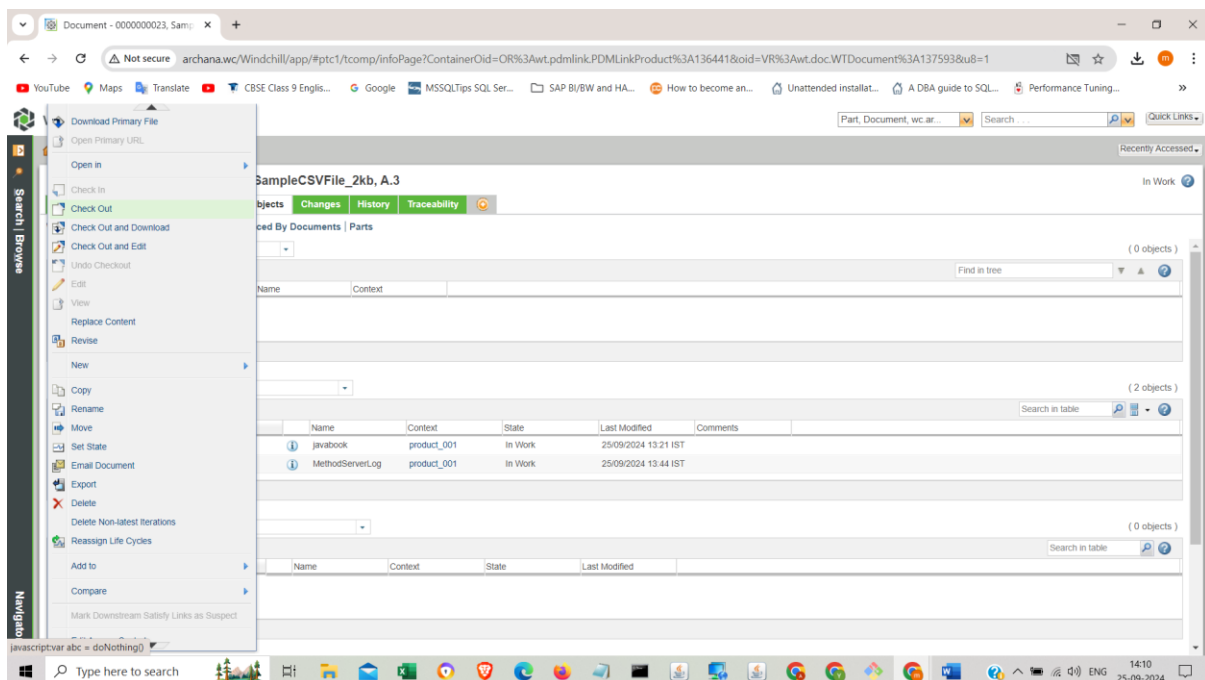 Document - 0000000023, Samp
Not secure archana.wc/Windchill/app/#ptc1/tcomp/infoPage?ContainerOid=OR%3Awt.pdmlink.PDMLinkProduct%3A136441&oid=VR%3Awt.doc.WTDocument%3A137593&u8=1
m
YouTube Maps Translate CBSE Class 9 Englis... Google MSSQLTips SQL Ser... SAP BI/BW and HA... How to become an... Unattended installat... A DBA guide to SQL... Performance Tuning... »
Part, Document, wc.ar... Search . . . Quick Links
Recently Accessed
SampleCSVFile_2kb, A.3 In Work
bjects Changes History Traceability
ced By Documents | Parts
( 0 objects )
Find in tree
Name Context
( 2 objects )
Search in table
Name Context State Last Modified Comments
javabook product_001 In Work 25/09/2024 13:21 IST
MethodServerLog product_001 In Work 25/09/2024 13:44 IST
( 0 objects )
Search in table
Name Context State Last Modified
Search | Browse
Navigato
Download Primary File
Open Primary URL
Open in
Check In
Check Out
Check Out and Download
Check Out and Edit
Undo Checkout
Edit
View
Replace Content
Revise
New
Copy
Rename
Move
Set State
Email Document
Export
Delete
Delete Non-latest Iterations
Reassign Life Cycles
Add to
Compare
Mark Downstream Satisfy Links as Suspect
javascript:var abc = doNothing()
Type here to search
ENG 14:10
25-09-2024